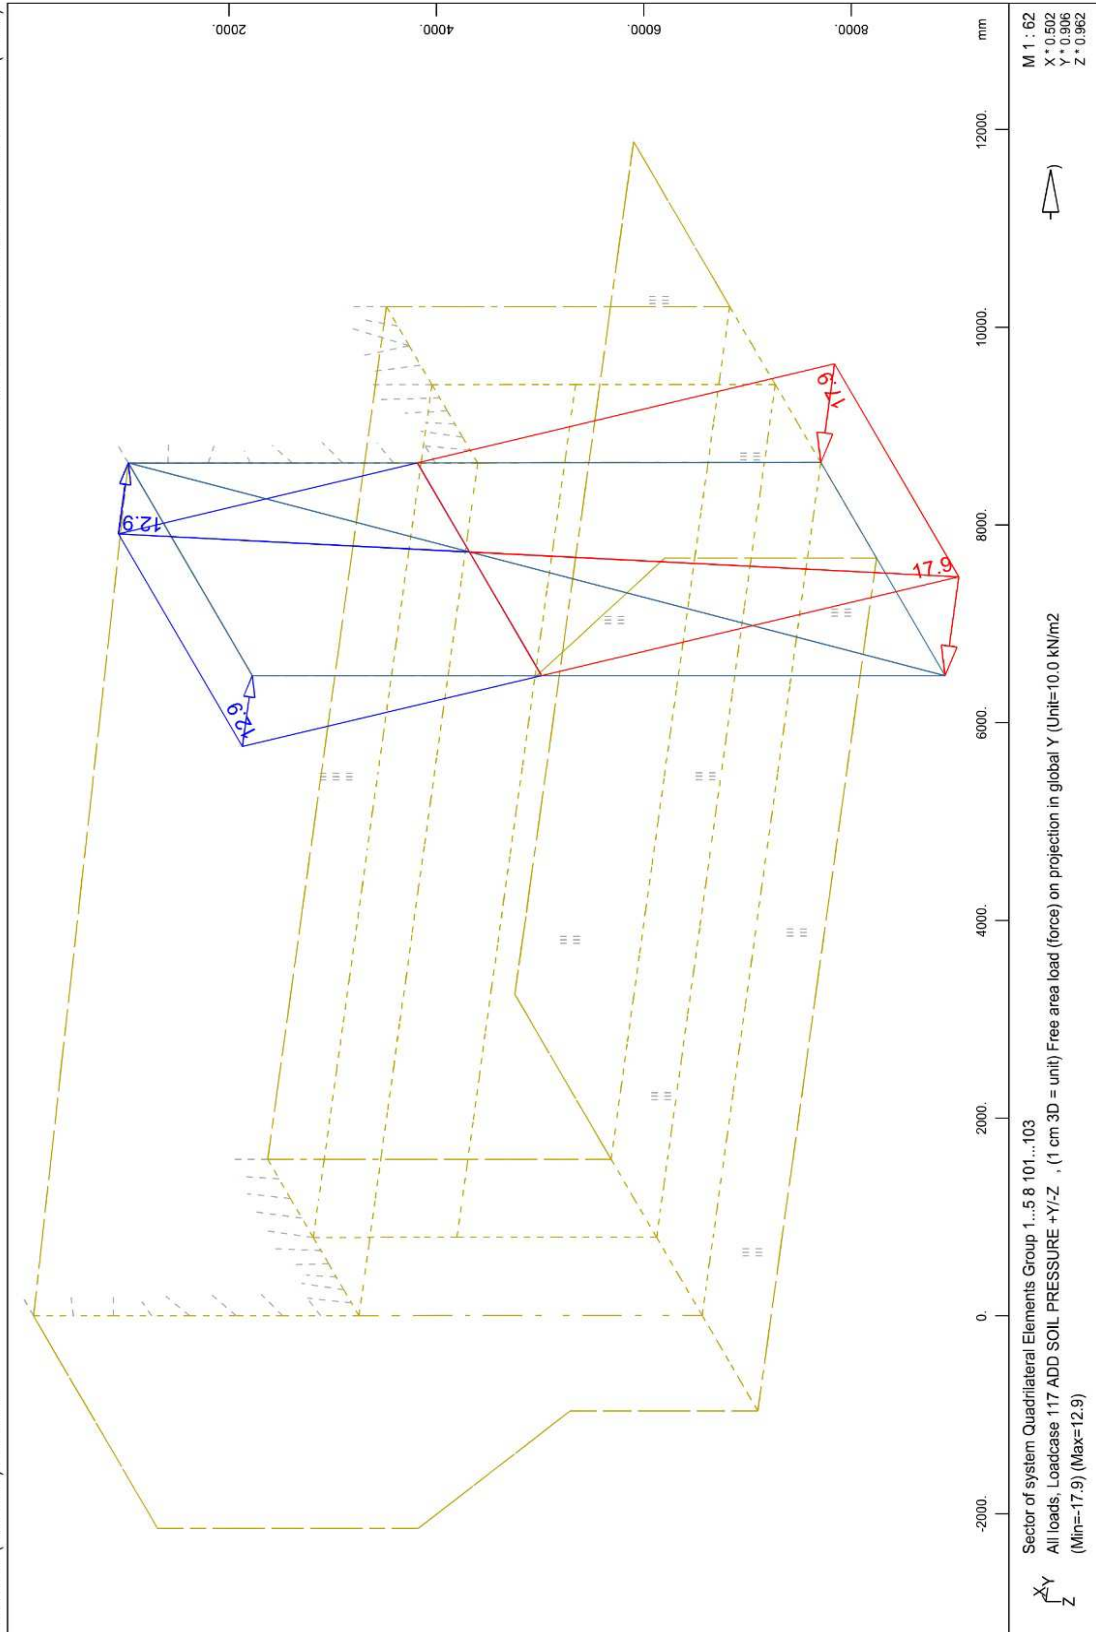 12.9
12.9
17.9
17.9
2000.
4000.
6000.
8000.
mm
-2000.
0.
2000.
4000.
6000.
8000.
10000.
12000.
M 1 : 62
X * 0.502
Y * 0.906
Z * 0.962
X
Y
Z
Sector of system Quadrilateral Elements Group 1...5 8 101...103
All loads, Loadcase 117 ADD SOIL PRESSURE +Y/-Z , (1 cm 3D = unit) Free area load (force) on projection in global Y (Unit=10.0 kN/m2
)
(Min=-17.9) (Max=12.9)